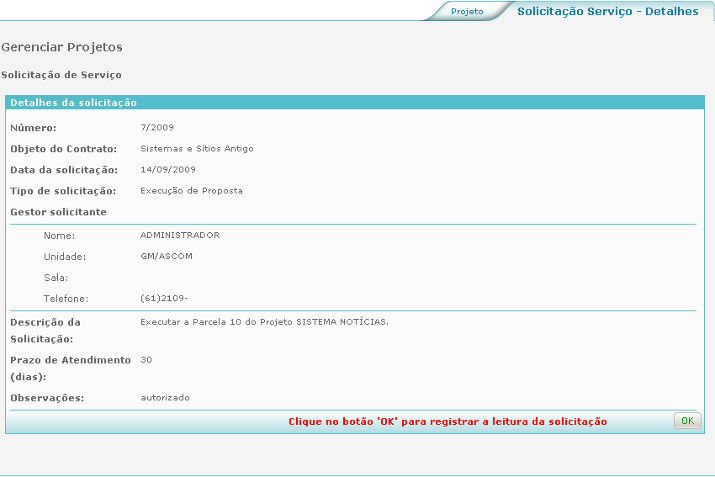 Projeto
Solicitação Serviço - Detalhes
Gerenciar Projetos
Solicitação de Serviço
Detalhes da solicitação
Número: 7/2009
Objeto do Contrato: Sistemas e Sítios Antigo
Data da solicitação: 14/09/2009
Tipo de solicitação: Execução de Proposta
Gestor solicitante
Nome: ADMINISTRADOR
Unidade: GM/ASCOM
Sala:
Telefone: (61)2109-
Descrição da Executar a Parcela 10 do Projeto SISTEMA NOTÍCIAS.
Solicitação:
Prazo de Atendimento 30
(dias):
Observações: autorizado
Clique no botão 'OK' para registrar a leitura da solicitação OK